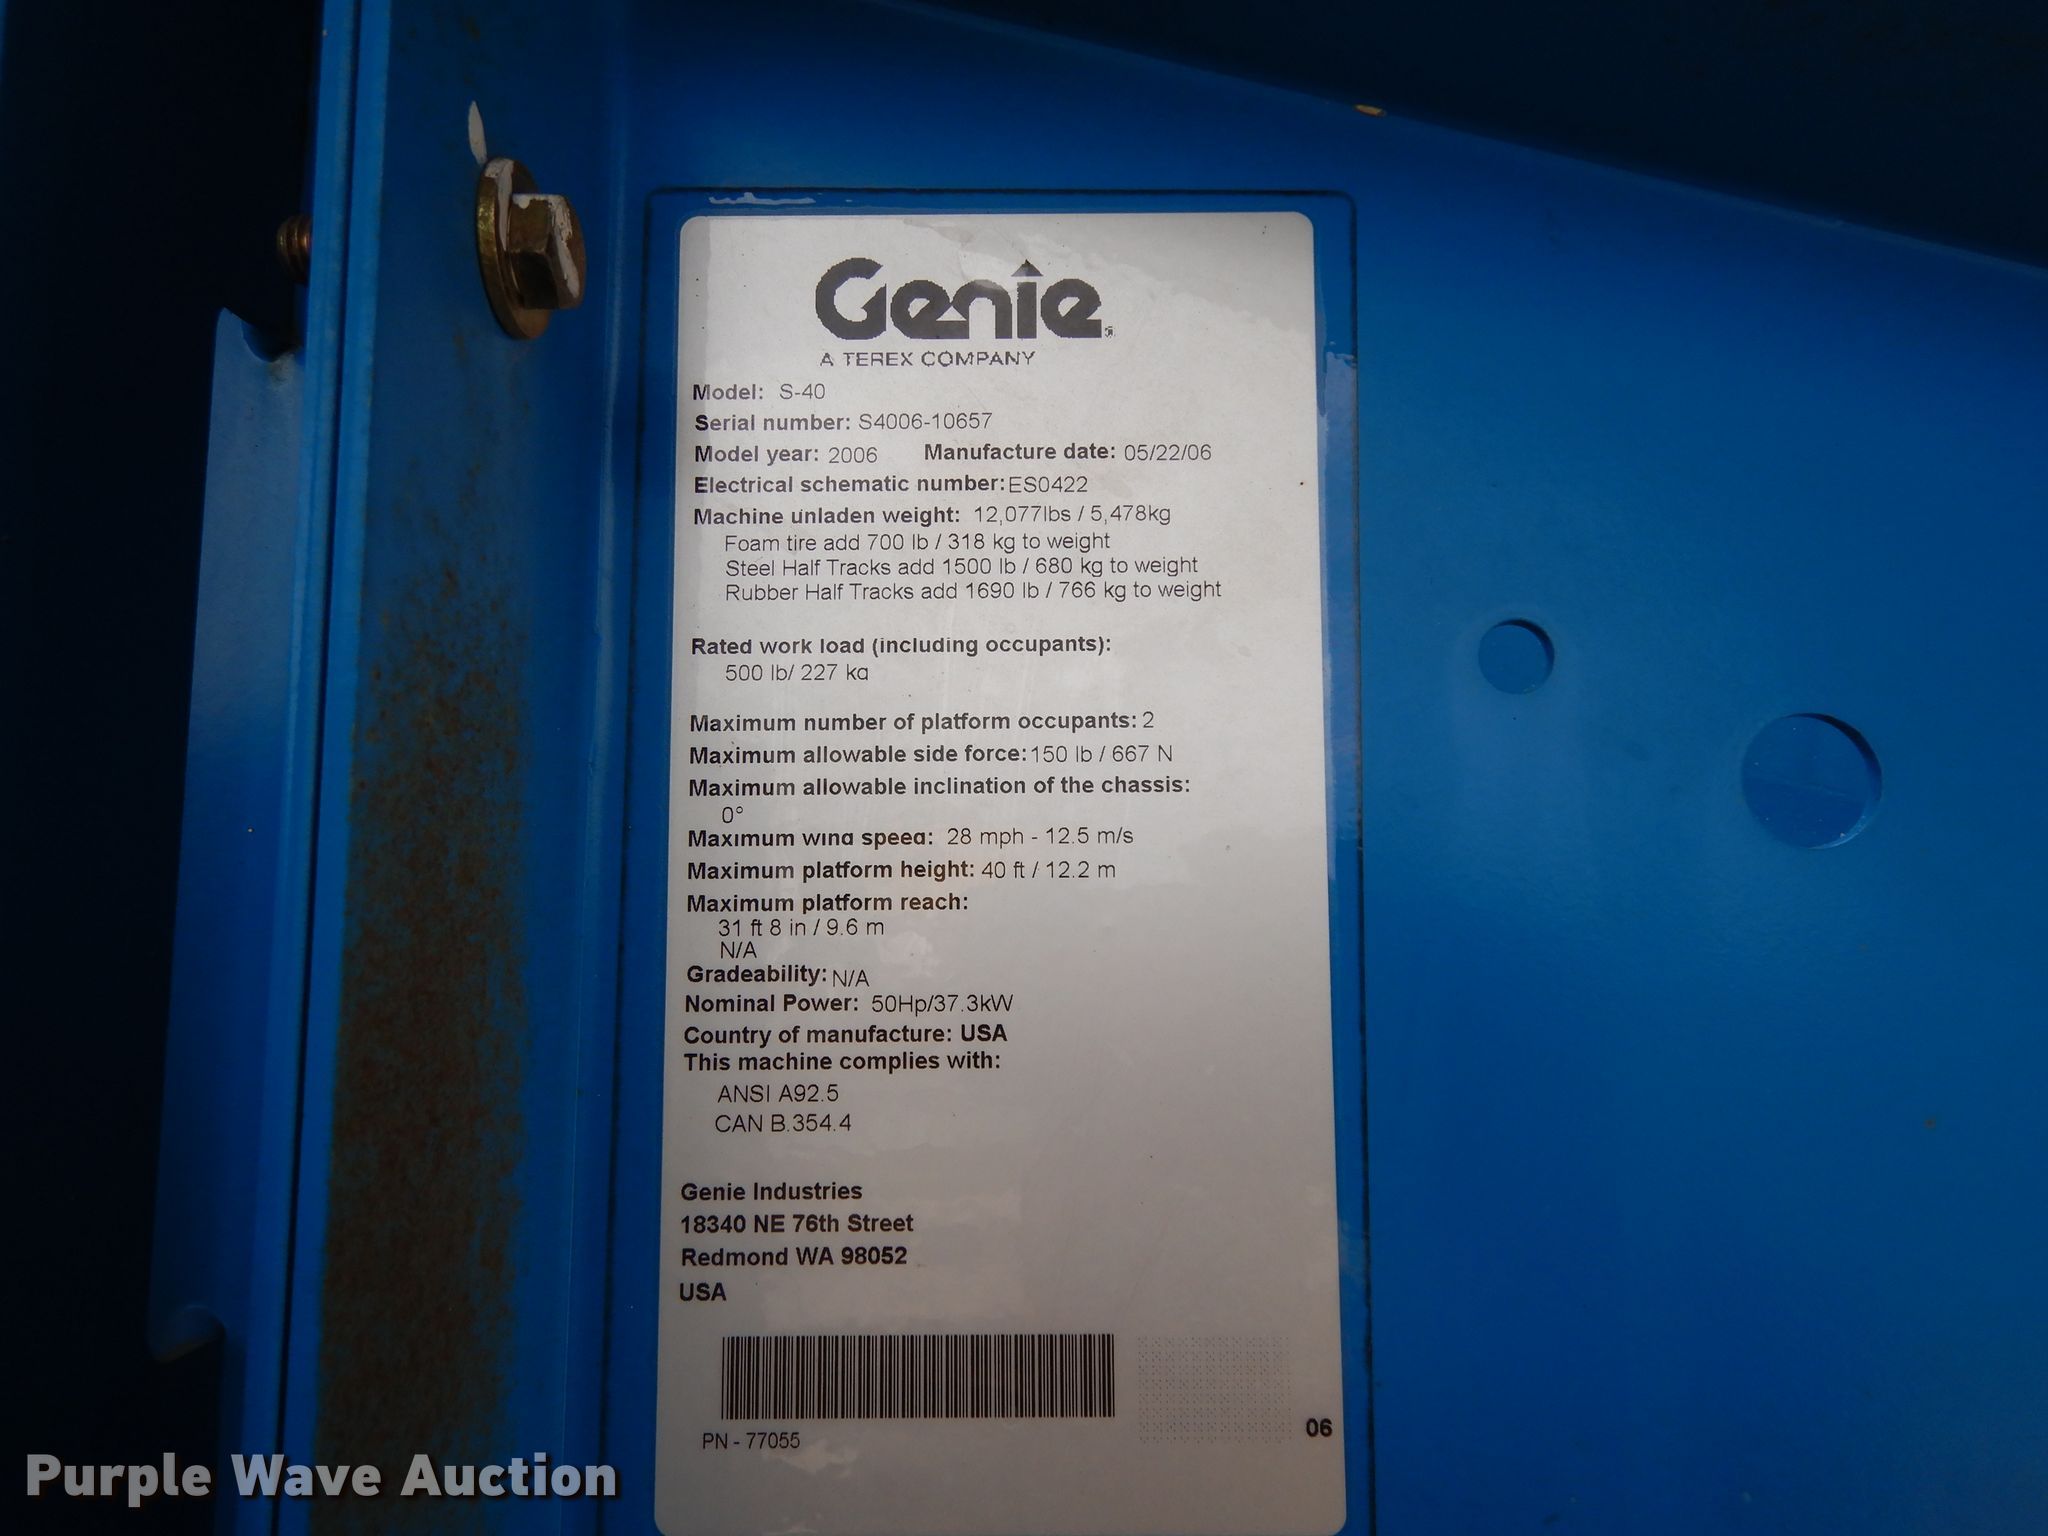 Genie
A TEREX COMPANY
Model: S-40
Serial number: S4006-10657
Model year: 2006 Manufacture date: 05/22/06
Electrical schematic number: ES0422
Machine unladen weight: 12,077lbs / 5,478kg
Foam tire add 700 lb / 318 kg to weight
Steel Half Tracks add 1500 lb / 680 kg to weight
Rubber Half Tracks add 1690 lb / 766 kg to weight
Rated work load (including occupants):
500 lb/ 227 kg
Maximum number of platform occupants: 2
Maximum allowable side force: 150 lb / 667 N
Maximum allowable inclination of the chassis:
0°
Maximum wind speed: 28 mph - 12.5 m/s
Maximum platform height: 40 ft / 12.2 m
Maximum platform reach:
31 ft 8 in / 9.6 m
N/A
Gradeability: N/A
Nominal Power: 50Hp/37.3kW
Country of manufacture: USA
This machine complies with:
ANSI A92.5
CAN B.354.4
Genie Industries
18340 NE 76th Street
Redmond WA 98052
USA
PN - 77055
06
Purple Wave Auction